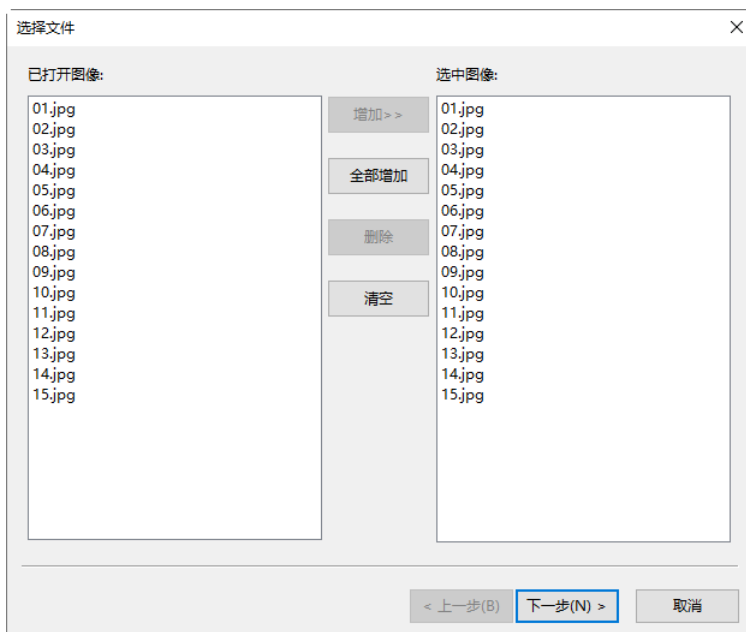 选择文件
已打开图像:
01.jpg
02.jpg
03.jpg
04.jpg
05.jpg
06.jpg
07.jpg
08.jpg
09.jpg
10.jpg
11.jpg
12.jpg
13.jpg
14.jpg
15.jpg
增加>>
全部增加
删除
清空
选中图像:
01.jpg
02.jpg
03.jpg
04.jpg
05.jpg
06.jpg
07.jpg
08.jpg
09.jpg
10.jpg
11.jpg
12.jpg
13.jpg
14.jpg
15.jpg
< 上一步(B)
下一步(N) >
取消